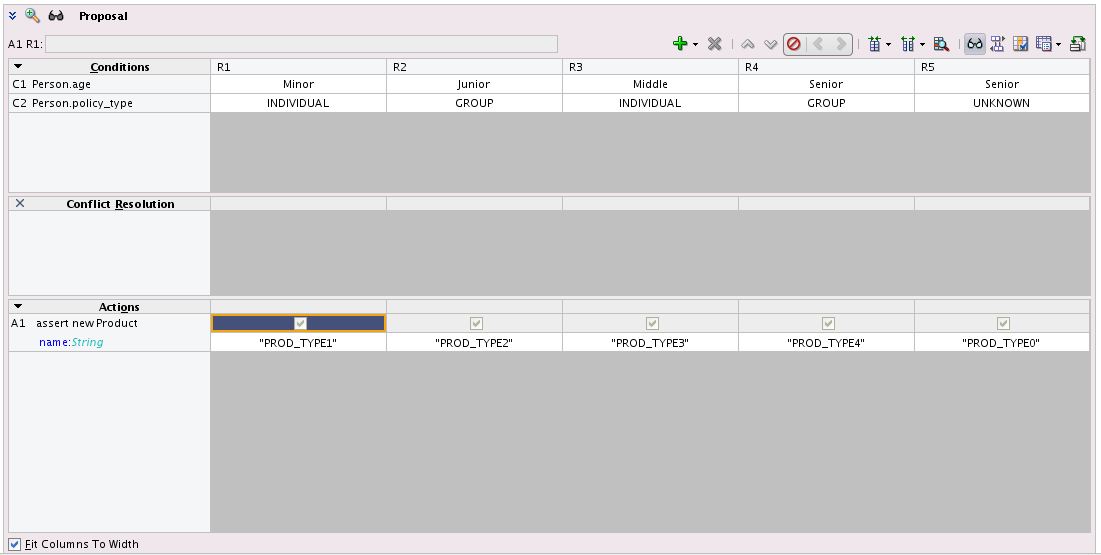 Proposal
A1 R1:
Conditions R1 R2 R3 R4 R5
C1 Person.age Minor Junior Middle Senior Senior
C2 Person.policy_type INDIVIDUAL GROUP INDIVIDUAL GROUP UNKNOWN
Conflict Resolution
Actions
A1 assert new Product
name:String "PROD_TYPE1" "PROD_TYPE2" "PROD_TYPE3" "PROD_TYPE4" "PROD_TYPE0"
Fit Columns To Width